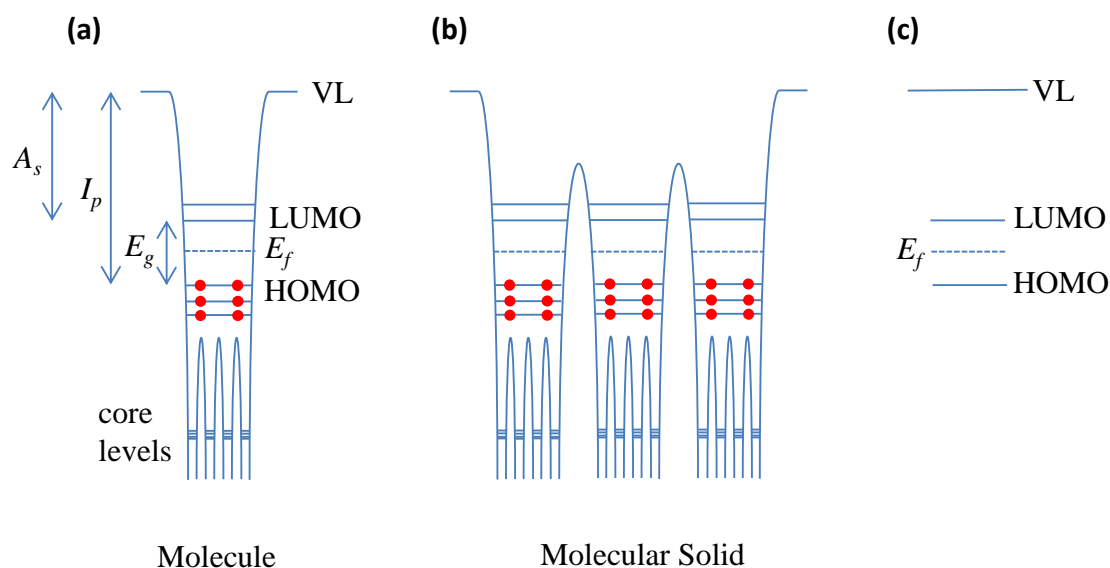 (a)
(b)
(c)
VL
VL
A_s
I_p
LUMO
LUMO
E_g
E_f
E_f
HOMO
HOMO
core
levels
Molecule
Molecular Solid